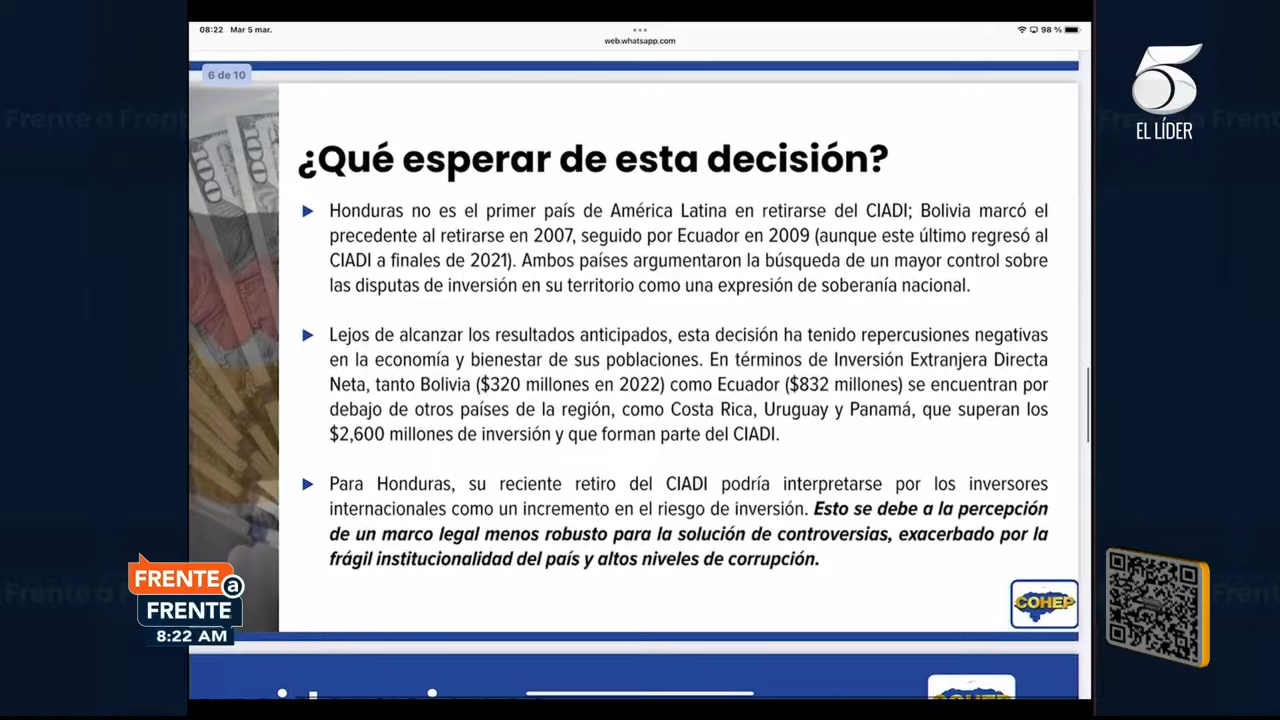 08:22 Mar 5 mar.
web.whatsapp.com
98 %
6 de 10
Frente a Frente
5
EL LÍDER
¿Qué esperar de esta decisión?
Honduras no es el primer país de América Latina en retirarse del CIADI; Bolivia marcó el
precedente al retirarse en 2007, seguido por Ecuador en 2009 (aunque este último regresó al
CIADI a finales de 2021). Ambos países argumentaron la búsqueda de un mayor control sobre
las disputas de inversión en su territorio como una expresión de soberanía nacional.
Lejos de alcanzar los resultados anticipados, esta decisión ha tenido repercusiones negativas
en la economía y bienestar de sus poblaciones. En términos de Inversión Extranjera Directa
Neta, tanto Bolivia ($320 millones en 2022) como Ecuador ($832 millones) se encuentran por
debajo de otros países de la región, como Costa Rica, Uruguay y Panamá, que superan los
$2,600 millones de inversión y que forman parte del CIADI.
Para Honduras, su reciente retiro del CIADI podría interpretarse por los inversores
internacionales como un incremento en el riesgo de inversión. Esto se debe a la percepción
de un marco legal menos robusto para la solución de controversias, exacerbado por la
frágil institucionalidad del país y altos niveles de corrupción.
COHEP
FRENTE a
FRENTE
8:22 AM
COHEP